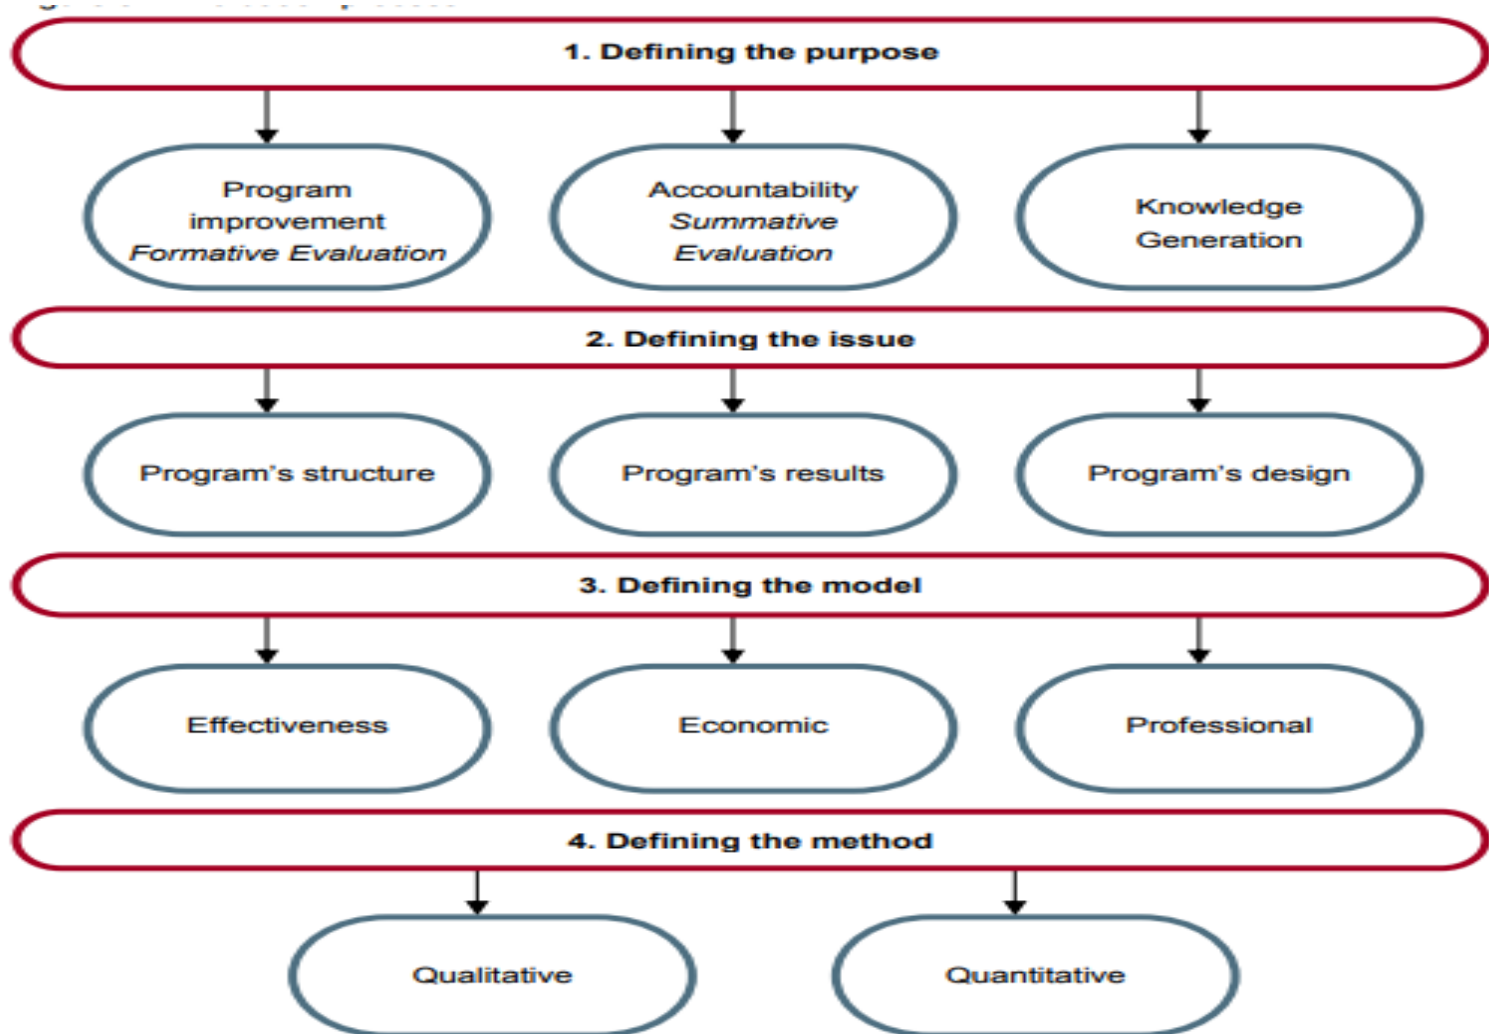 1. Defining the purpose
Program
improvement
Formative Evaluation
Accountability
Summative
Evaluation
Knowledge
Generation
2. Defining the issue
Program’s structure
Program’s results
Program’s design
3. Defining the model
Effectiveness
Economic
Professional
4. Defining the method
Qualitative
Quantitative